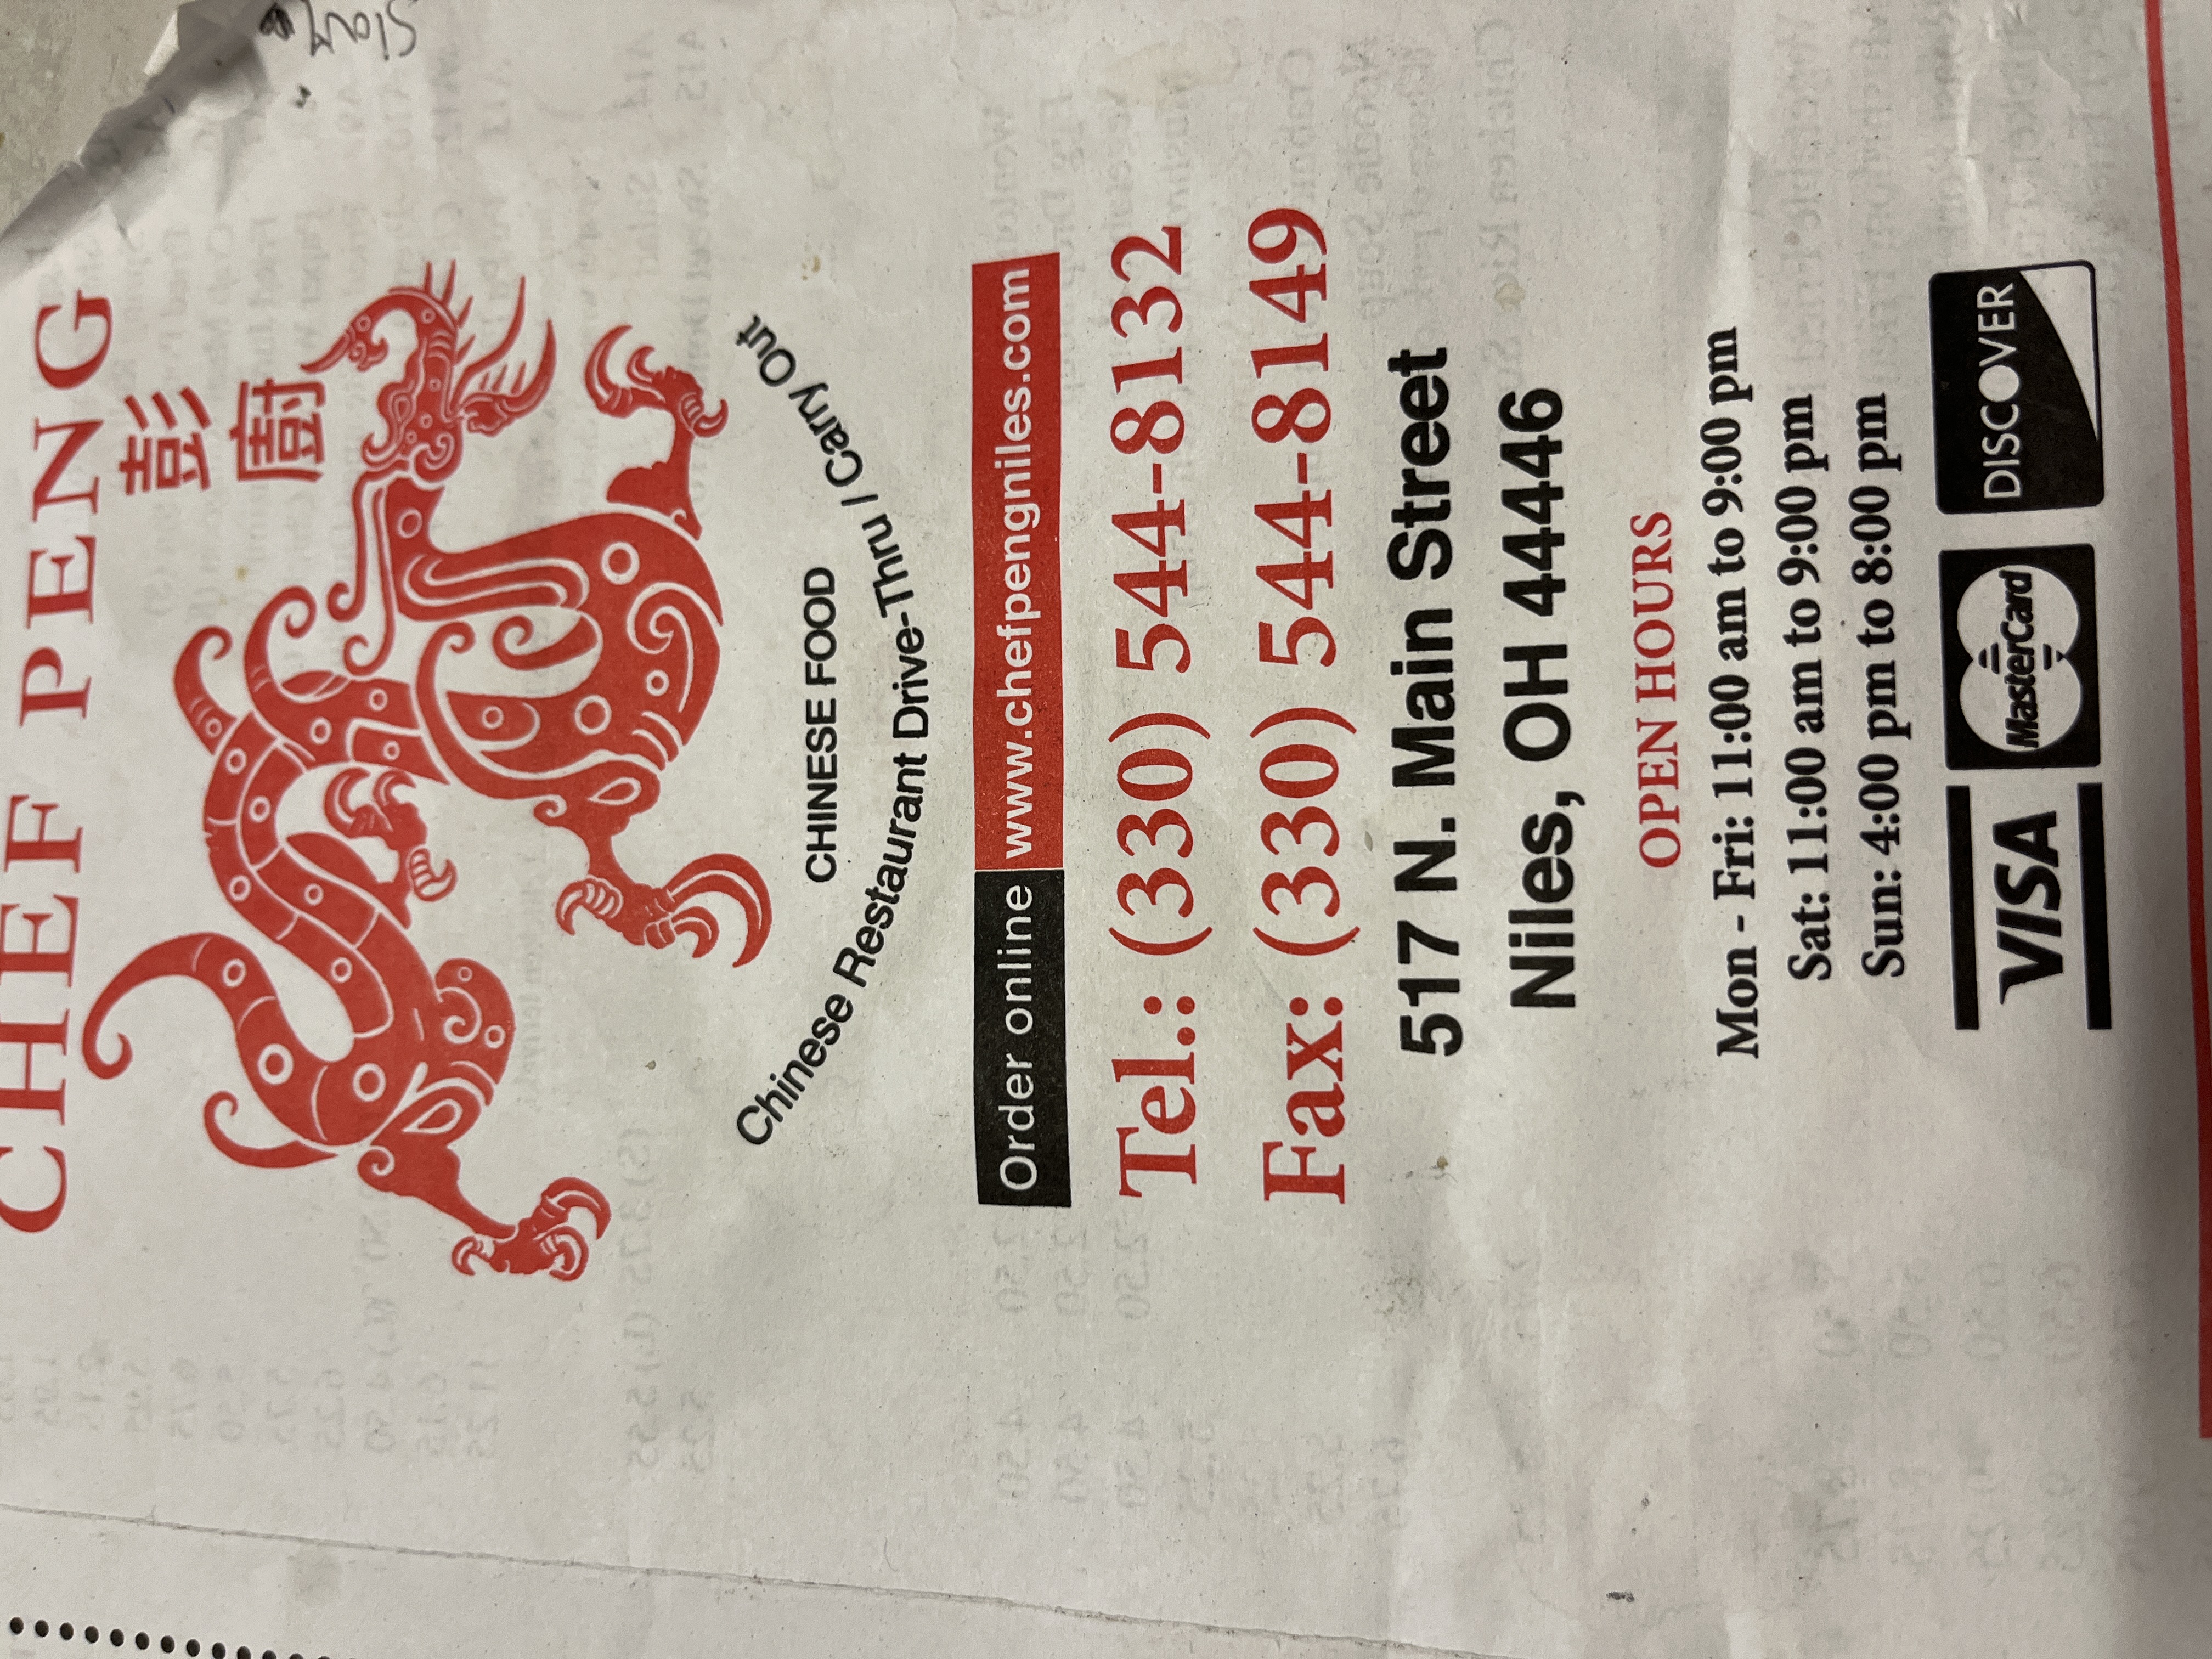 CHEF PENG
彭
廚
CHINESE FOOD
Chinese Restaurant Drive-Thru / Carry Out
Order online www.chefpengniles.com
Tel.: (330) 544-8132
Fax: (330) 544-8149
517 N. Main Street
Niles, OH 44446
OPEN HOURS
Mon - Fri: 11:00 am to 9:00 pm
Sat: 11:00 am to 9:00 pm
Sun: 4:00 pm to 8:00 pm
VISA MasterCard DISCOVER